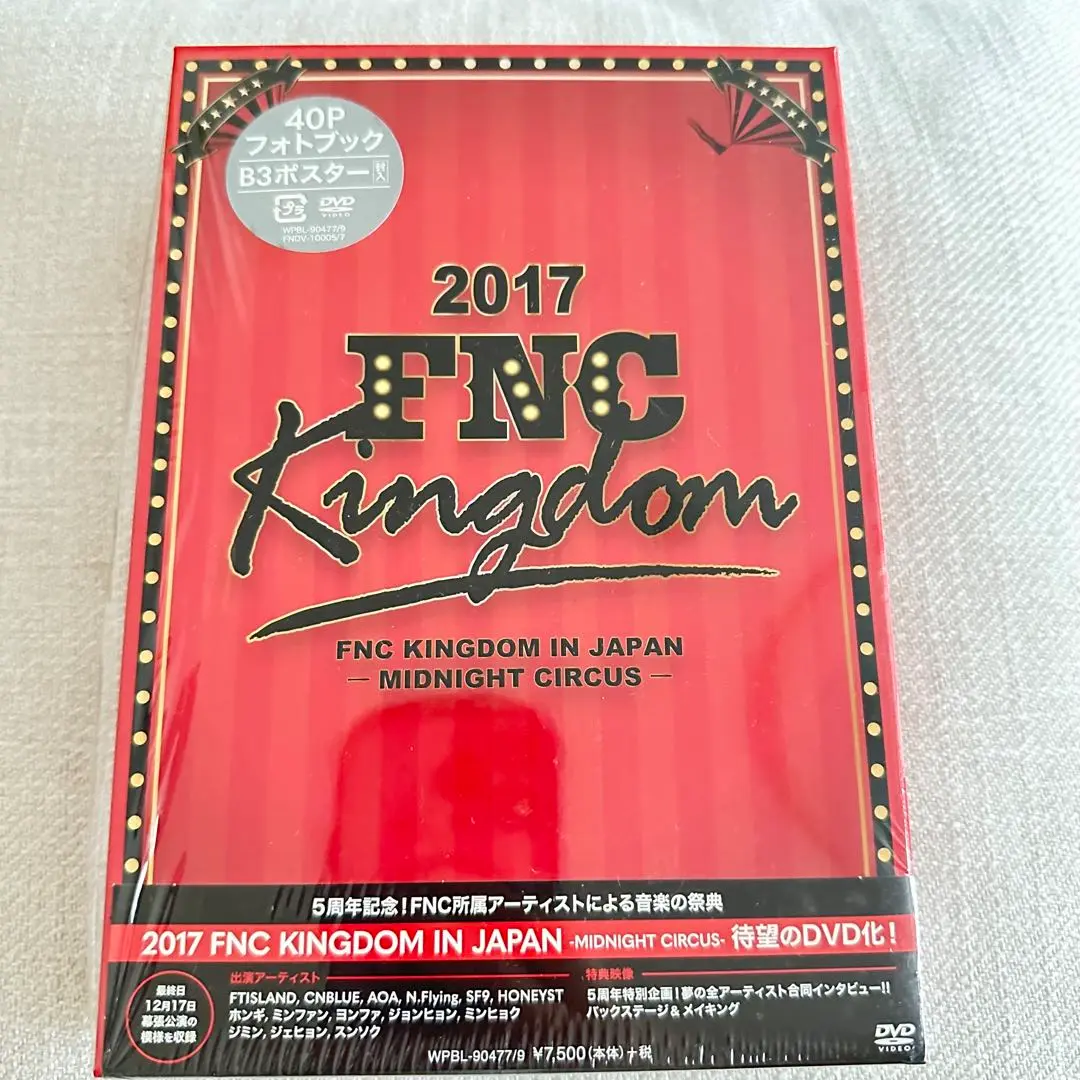 40P
フォトブック
B3ポスター封入
プラ DVD VIDEO
WPBL-90477/9
FNDV-10005/7
2017
FNC
Kingdom
FNC KINGDOM IN JAPAN
— MIDNIGHT CIRCUS —
5周年記念!FNC所属アーティストによる音楽の祭典
2017 FNC KINGDOM IN JAPAN -MIDNIGHT CIRCUS- 待望のDVD化!
最終日
12月17日
幕張公演の
模様を収録
出演アーティスト
FTISLAND, CNBLUE, AOA, N.Flying, SF9, HONEYST
ホンギ, ミンファン, ヨンファ, ジョンヒョン, ミンヒョク
ジミン, ジェヒョン, スンソク
特典映像
5周年特別企画!夢の全アーティスト合同インタビュー!!
バックステージ&メイキング
DVD
VIDEO
WPBL-90477/9 ¥7,500(本体)+税